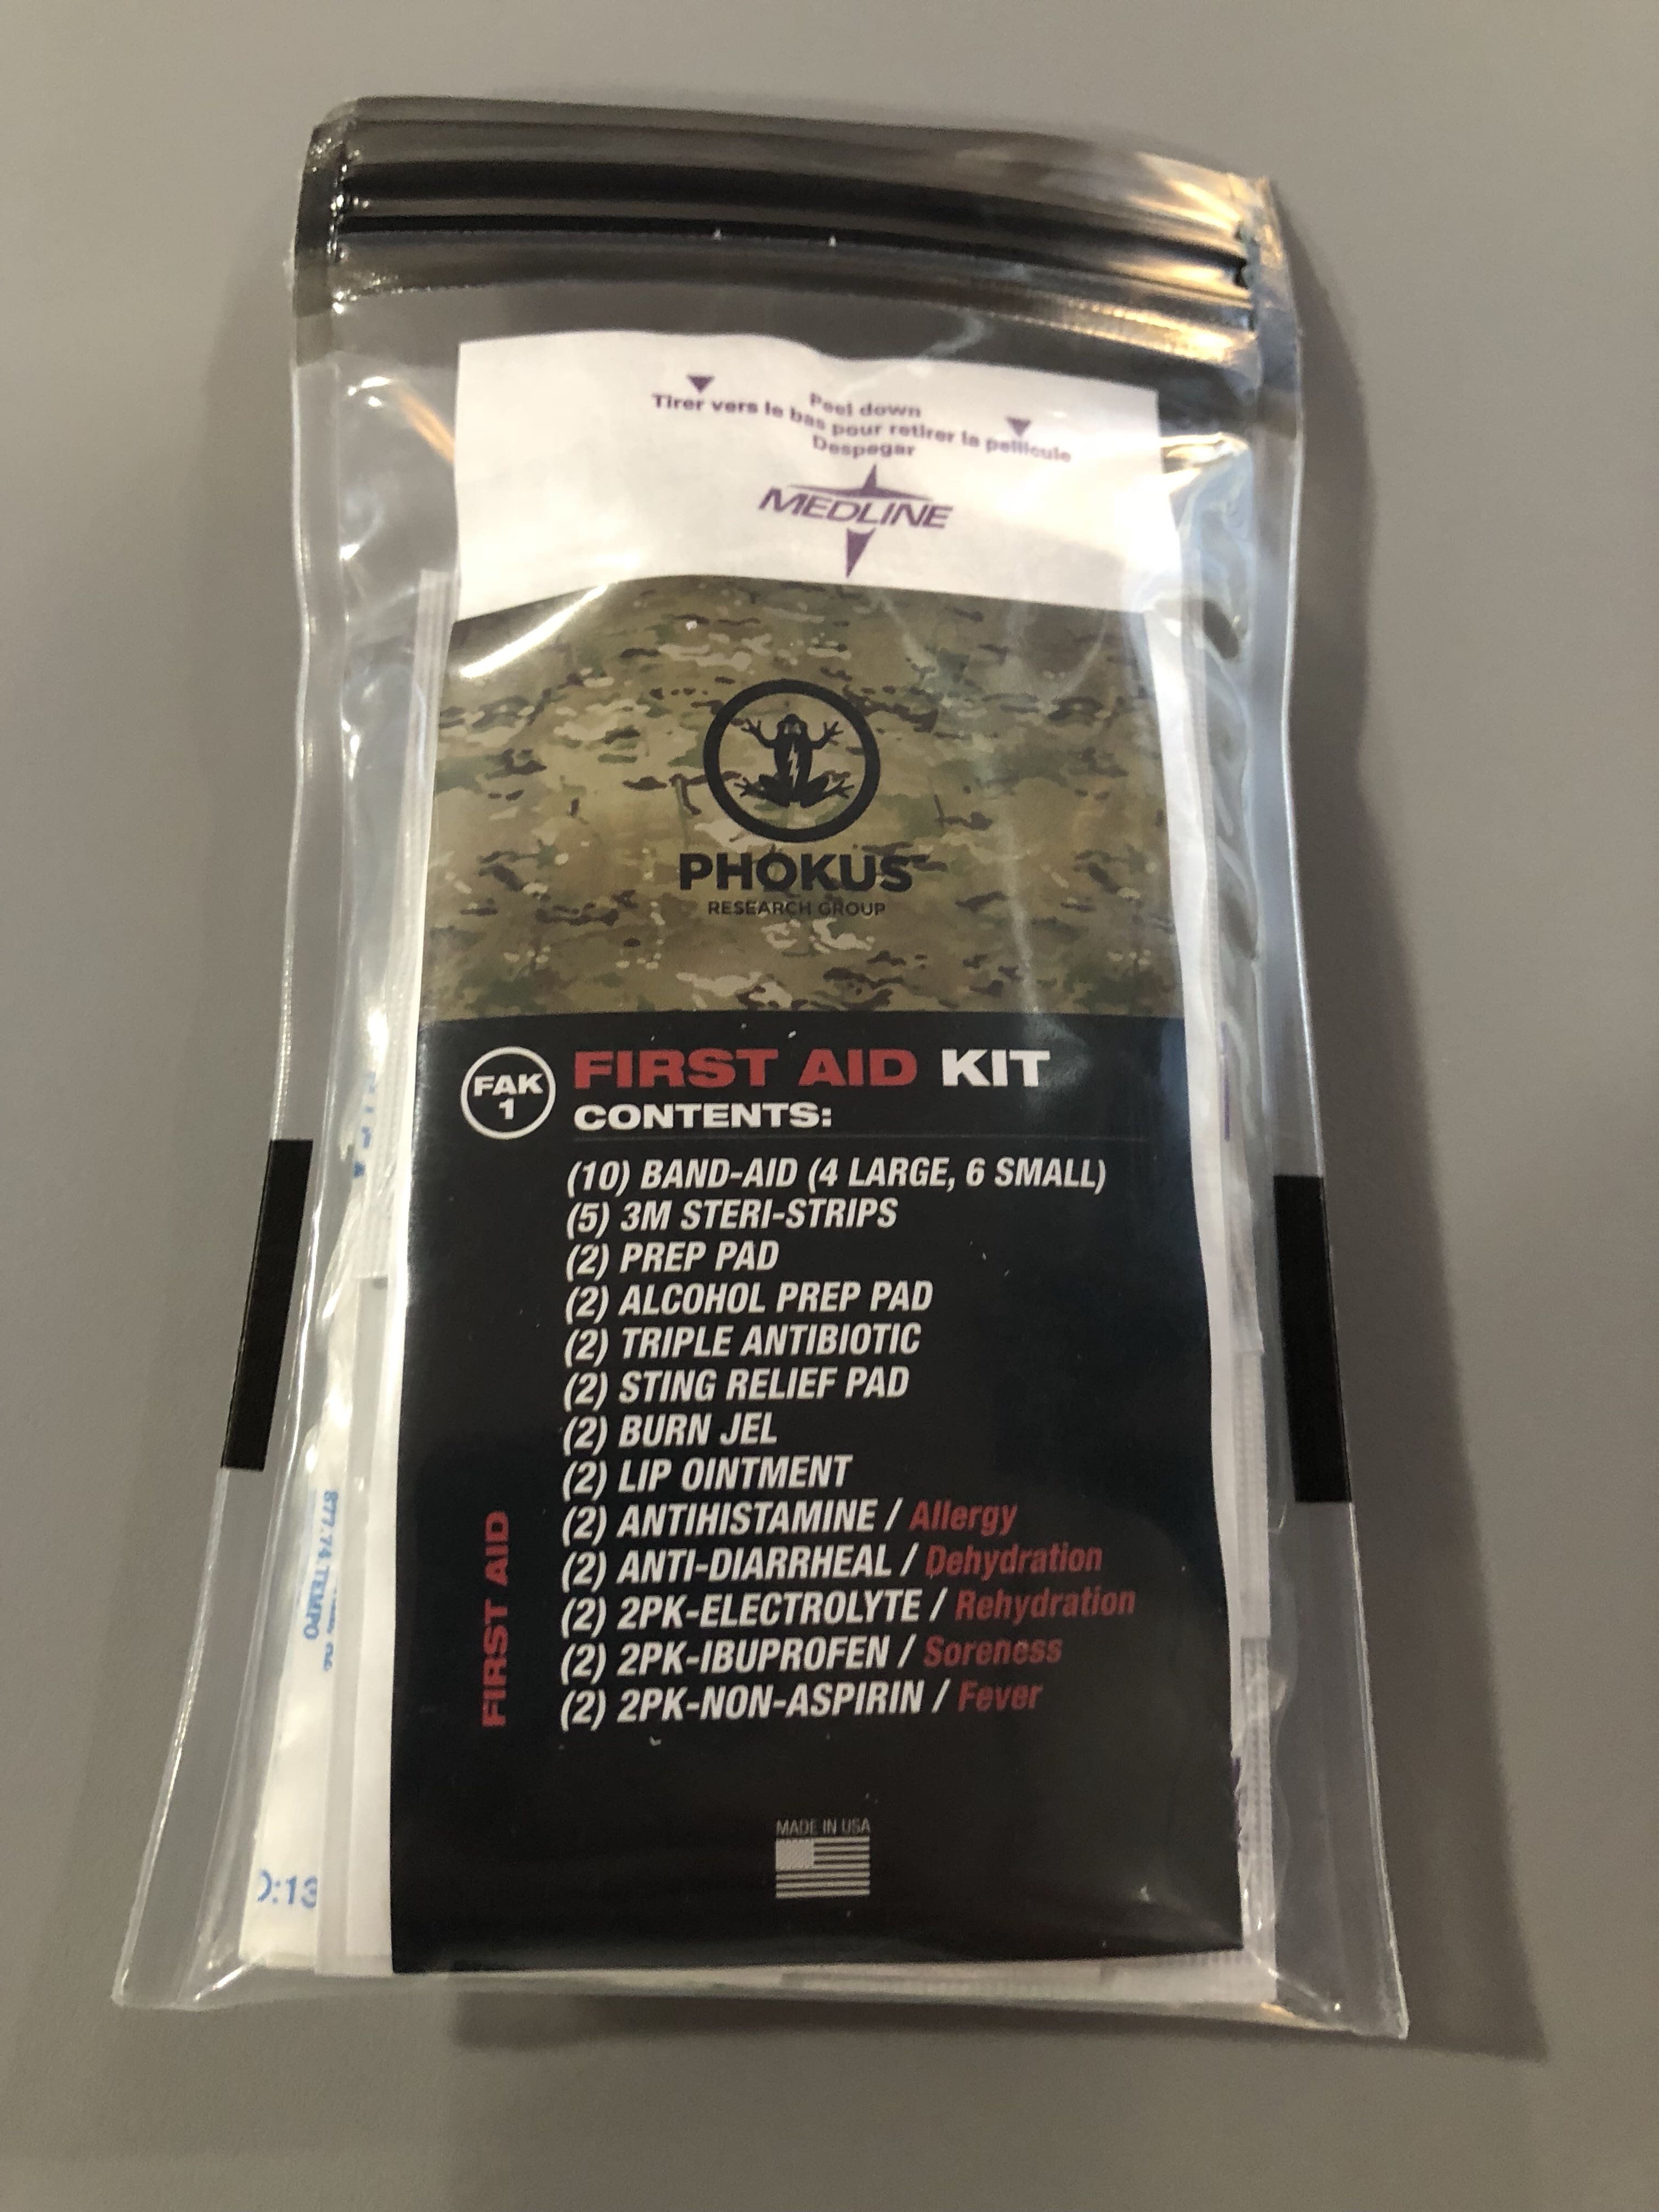 Peel down
Tirer vers le bas pour retirer la pellicule
Despegar
MEDLINE
PHOKUS
RESEARCH GROUP
FAK
1
FIRST AID KIT
CONTENTS:
(10) BAND-AID (4 LARGE, 6 SMALL)
(5) 3M STERI-STRIPS
(2) PREP PAD
(2) ALCOHOL PREP PAD
(2) TRIPLE ANTIBIOTIC
(2) STING RELIEF PAD
(2) BURN JEL
(2) LIP OINTMENT
(2) ANTIHISTAMINE / Allergy
(2) ANTI-DIARRHEAL / Dehydration
(2) 2PK-ELECTROLYTE / Rehydration
(2) 2PK-IBUPROFEN / Soreness
(2) 2PK-NON-ASPIRIN / Fever
FIRST AID
MADE IN USA
877.74TEMPO
:13